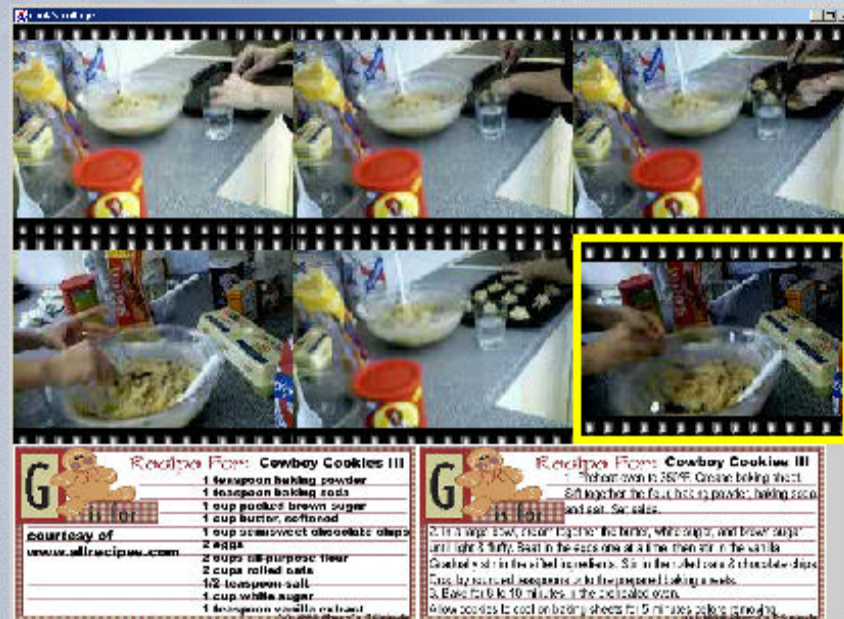 Cook's Collage
Recipe For: Cowboy Cookies III
G
is for
1 teaspoon baking powder
1 teaspoon baking soda
1 cup packed brown sugar
1 cup butter, softened
1 cup semisweet chocolate chips
2 eggs
2 cups all-purpose flour
2 cups rolled oats
1/2 teaspoon salt
1 cup white sugar
1 teaspoon vanilla extract
courtesy of
www.allrecipes.com
Recipe For: Cowboy Cookies III
G
is for
1. Preheat oven to 350°F. Grease baking sheet.
Sift together the flour, baking powder, baking soda
and salt. Set aside.
2. In a large bowl, cream together the butter, white sugar, and brown sugar
until light & fluffy. Beat in the eggs one at a time then stir in the vanilla.
Gradually stir in the sifted ingredients. Stir in the rolled oats & chocolate chips.
Drop by rounded teaspoons onto the prepared baking sheets.
3. Bake for 8 to 10 minutes in the preheated oven.
Allow cookies to cool on baking sheets for 5 minutes before removing